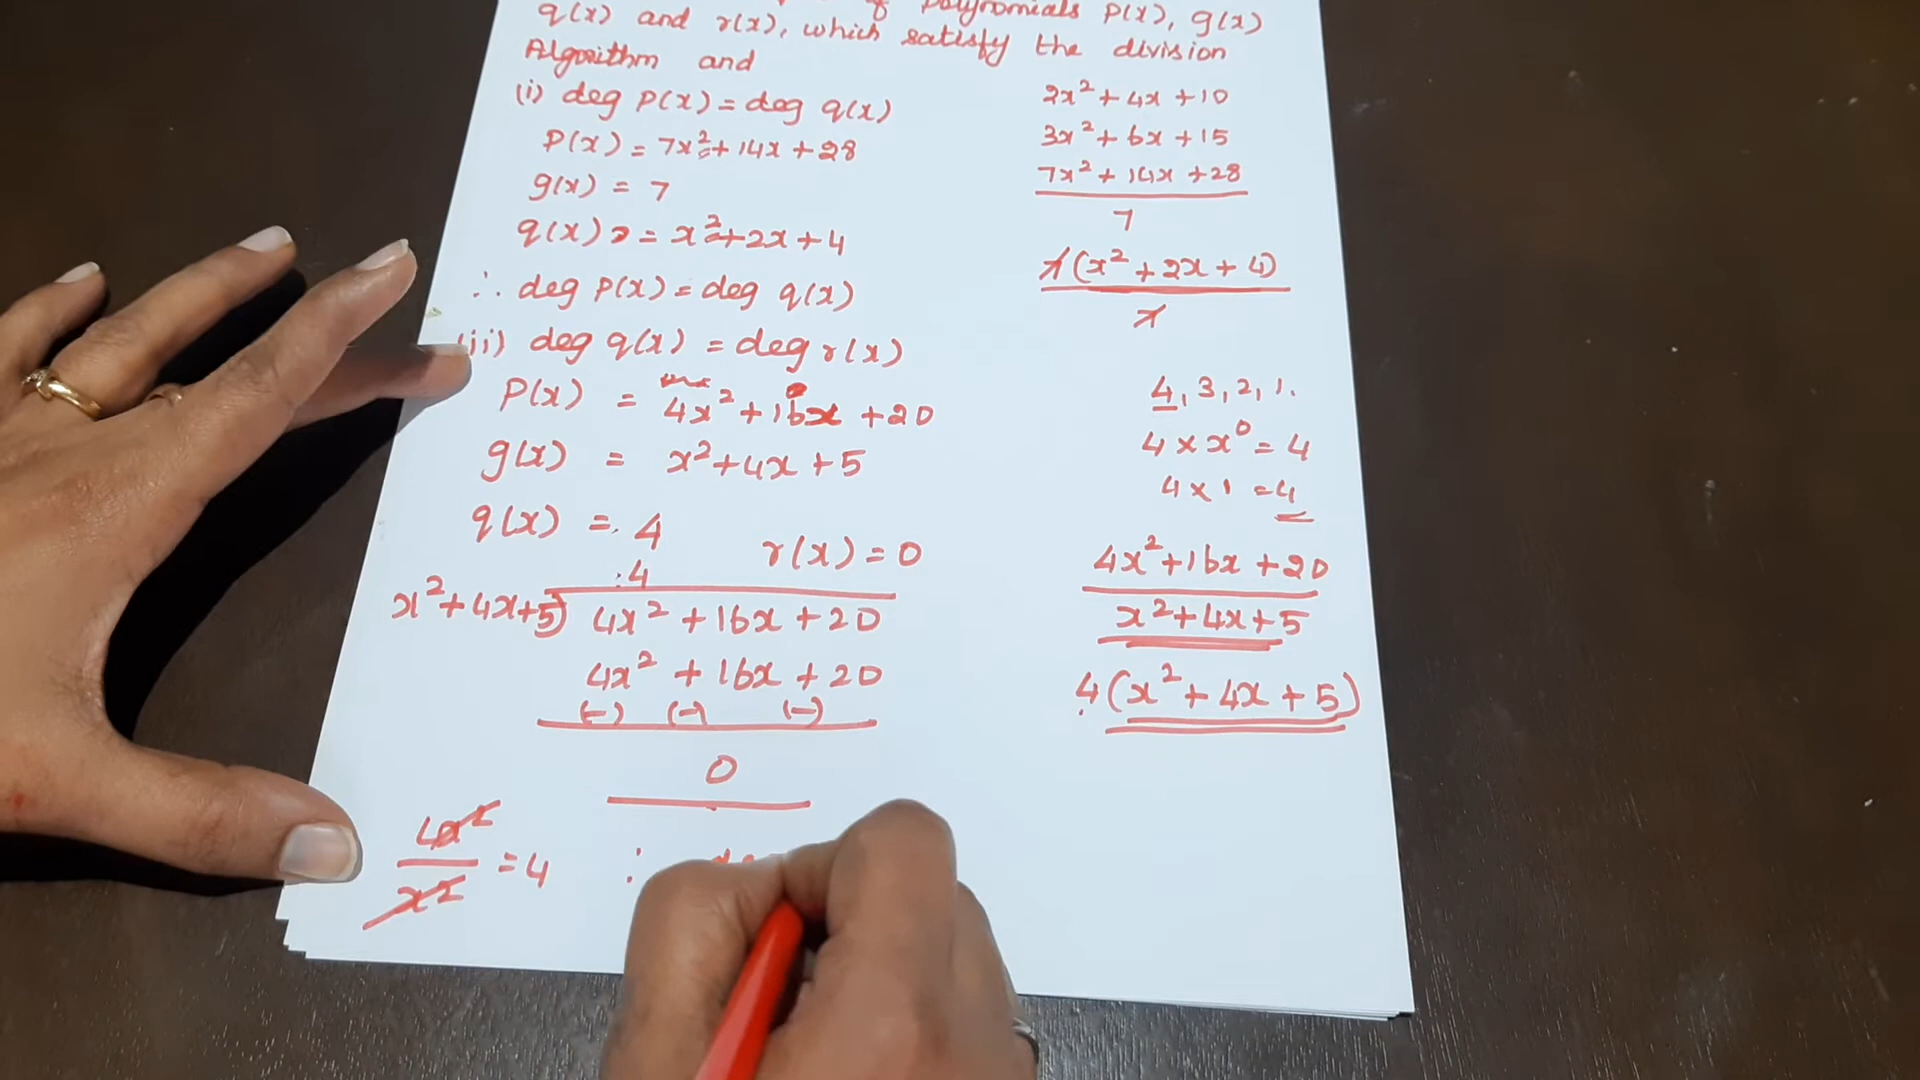 of Polynomials P(x), g(x)
q(x) and r(x), which satisfy the division
Algorithm and
(i) deg P(x) = deg q(x)
P(x) = 7x²+14x+28
g(x) = 7
q(x) = x²+2x+4
∴ deg P(x) = deg q(x)
(ii) deg q(x) = deg r(x)
P(x) = 4x²+16x+20
g(x) = x²+4x+5
q(x) = 4
r(x) = 0
4
x²+4x+5) 4x²+16x+20
4x²+16x+20
(-) (-) (-)
0
4x²
x²
=4
∴ deg
2x²+4x+10
3x²+6x+15
7x²+14x+28
7
7(x²+2x+4)
7
4, 3, 2, 1.
4 × x⁰ = 4
4 × 1 = 4
4x²+16x+20
x²+4x+5
4(x²+4x+5)